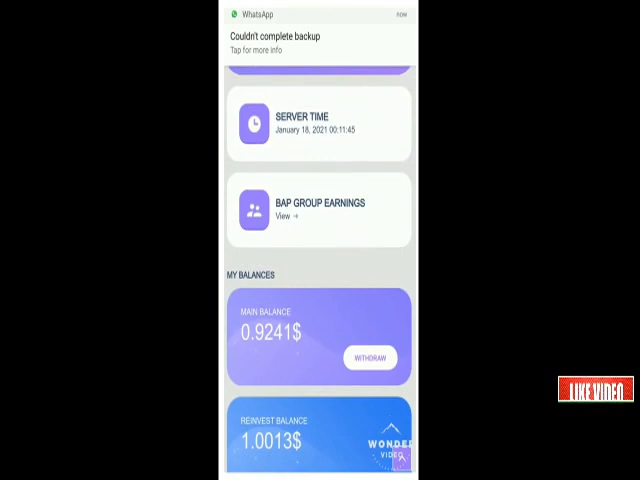 WhatsApp
now
Couldn't complete backup
Tap for more info
SERVER TIME
January 18, 2021 00:11:45
BAP GROUP EARNINGS
View →
MY BALANCES
MAIN BALANCE
0.9241$
WITHDRAW
LIKE VIDEO
REINVEST BALANCE
1.0013$
WONDER
VIDEO